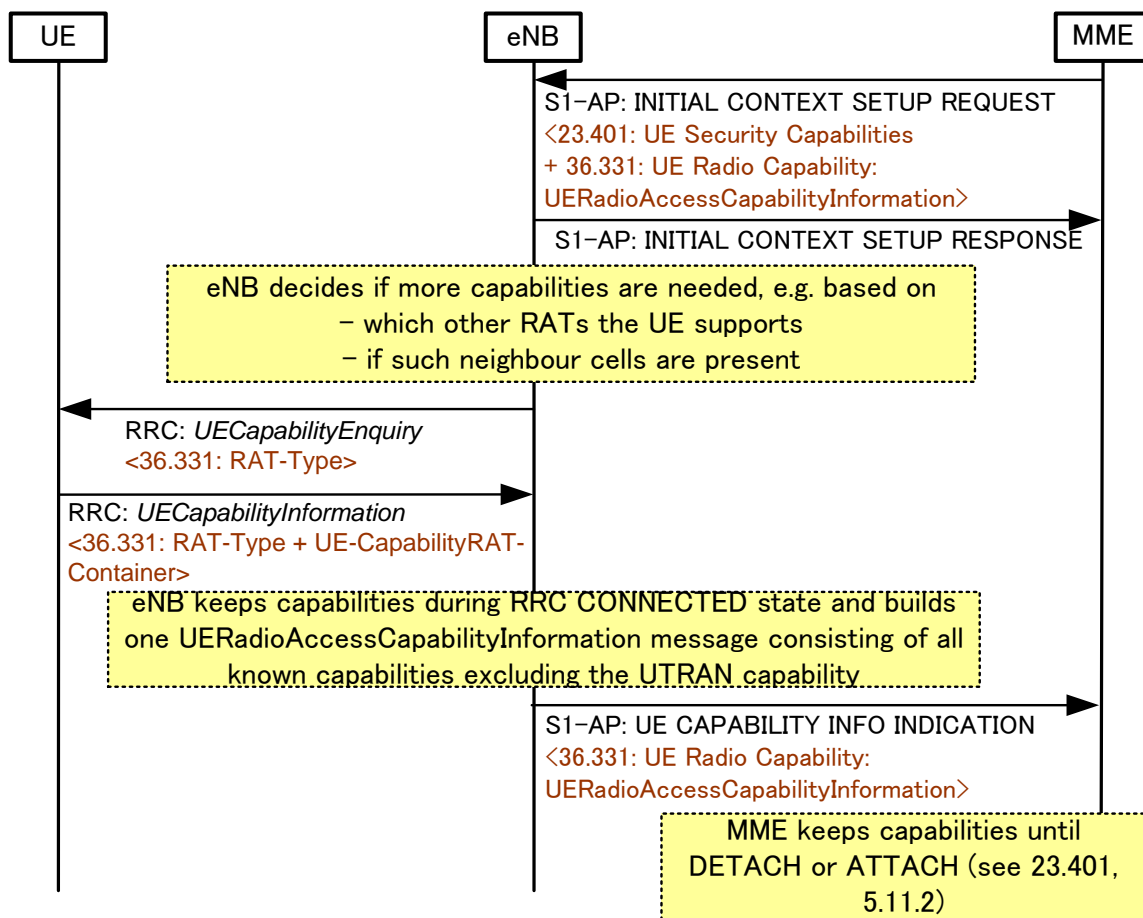 UE
eNB
MME
S1-AP: INITIAL CONTEXT SETUP REQUEST
<23.401: UE Security Capabilities
+ 36.331: UE Radio Capability:
UERadioAccessCapabilityInformation>
S1-AP: INITIAL CONTEXT SETUP RESPONSE
eNB decides if more capabilities are needed, e.g. based on
- which other RATs the UE supports
- if such neighbour cells are present
RRC: UECapabilityEnquiry
<36.331: RAT-Type>
RRC: UECapabilityInformation
<36.331: RAT-Type + UE-CapabilityRAT-
Container>
eNB keeps capabilities during RRC CONNECTED state and builds
one UERadioAccessCapabilityInformation message consisting of all
known capabilities excluding the UTRAN capability
S1-AP: UE CAPABILITY INFO INDICATION
<36.331: UE Radio Capability:
UERadioAccessCapabilityInformation>
MME keeps capabilities until
DETACH or ATTACH (see 23.401,
5.11.2)